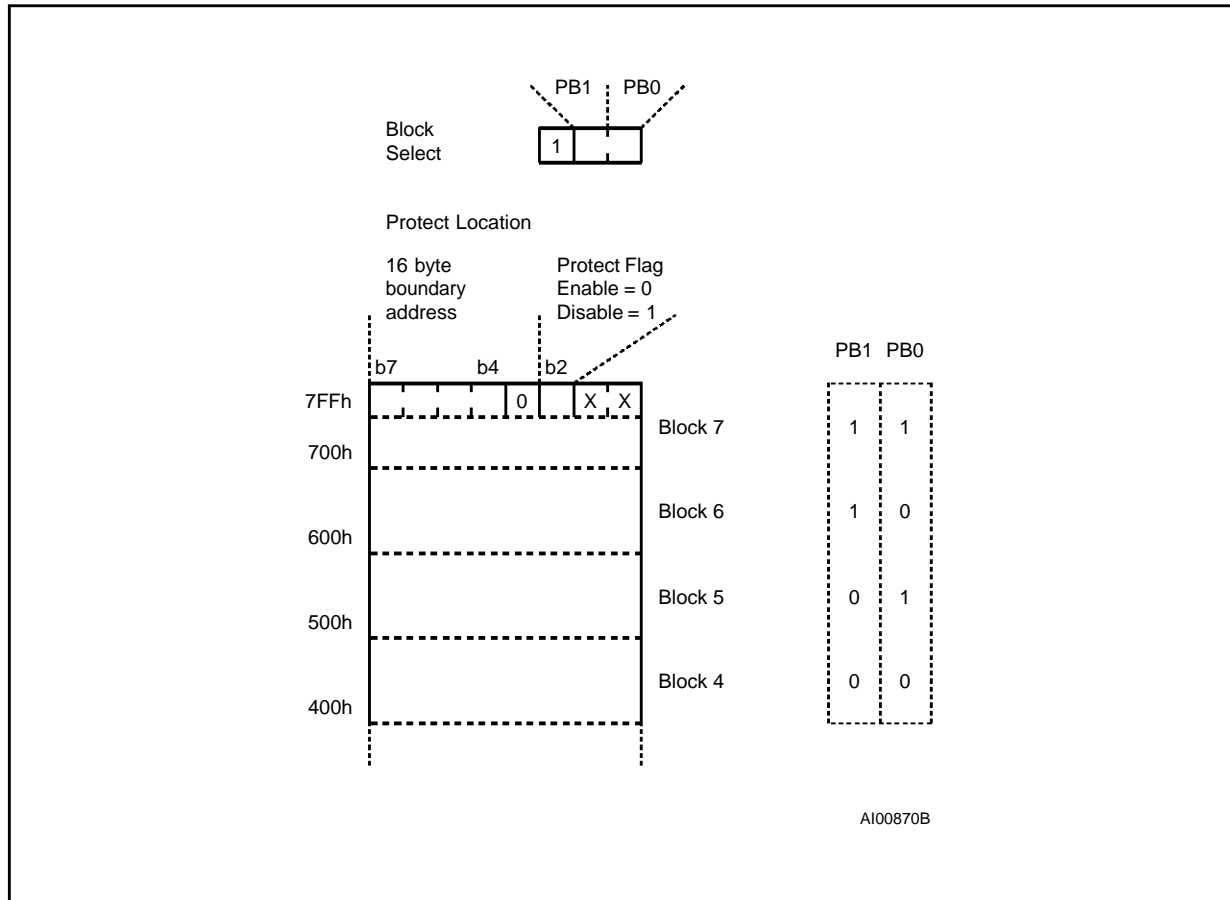 PB1 PB0
Block
Select
1
Protect Location
16 byte
boundary
address
Protect Flag
Enable = 0
Disable = 1
PB1 PB0
b7 b4 b2
7FFh 0 X X
Block 7 1 1
700h
Block 6 1 0
600h
Block 5 0 1
500h
Block 4 0 0
400h
AI00870B